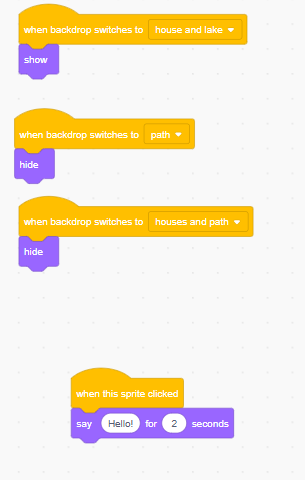 when backdrop switches to house and lake
show
when backdrop switches to path
hide
when backdrop switches to houses and path
hide
when this sprite clicked
say Hello! for 2 seconds